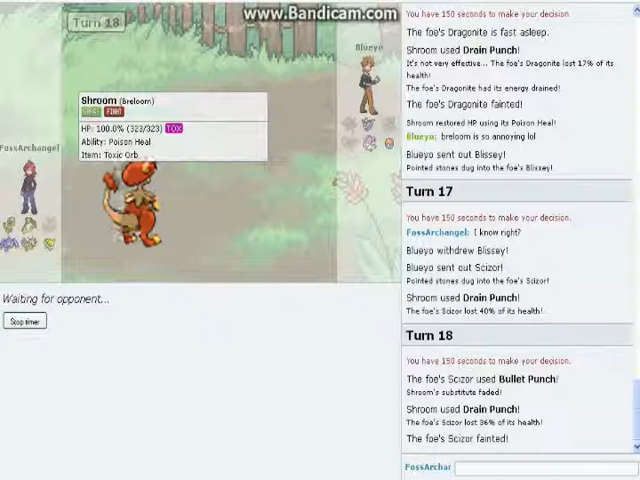 www.Bandicam.com
Turn 18
Blueyo
Shroom (Breloom)
HP: 100.0% (323/323) TOX
Ability: Poison Heal
Item: Toxic Orb
FossArchangel
Waiting for opponent...
Stop timer
You have 150 seconds to make your decision.
The foe's Dragonite is fast asleep.
Shroom used Drain Punch!
It's not very effective... The foe's Dragonite lost 17% of its
health!
The foe's Dragonite had its energy drained!
The foe's Dragonite fainted!
Shroom restored HP using its Poison Heal!
Blueyo: breloom is so annoying lol
Blueyo sent out Blissey!
Pointed stones dug into the foe's Blissey!
Turn 17
You have 150 seconds to make your decision.
FossArchangel: I know right?
Blueyo withdrew Blissey!
Blueyo sent out Scizor!
Pointed stones dug into the foe's Scizor!
Shroom used Drain Punch!
The foe's Scizor lost 40% of its health!
Turn 18
You have 150 seconds to make your decision.
The foe's Scizor used Bullet Punch!
Shroom's substitute faded!
Shroom used Drain Punch!
The foe's Scizor lost 36% of its health!
The foe's Scizor fainted!
FossArchar